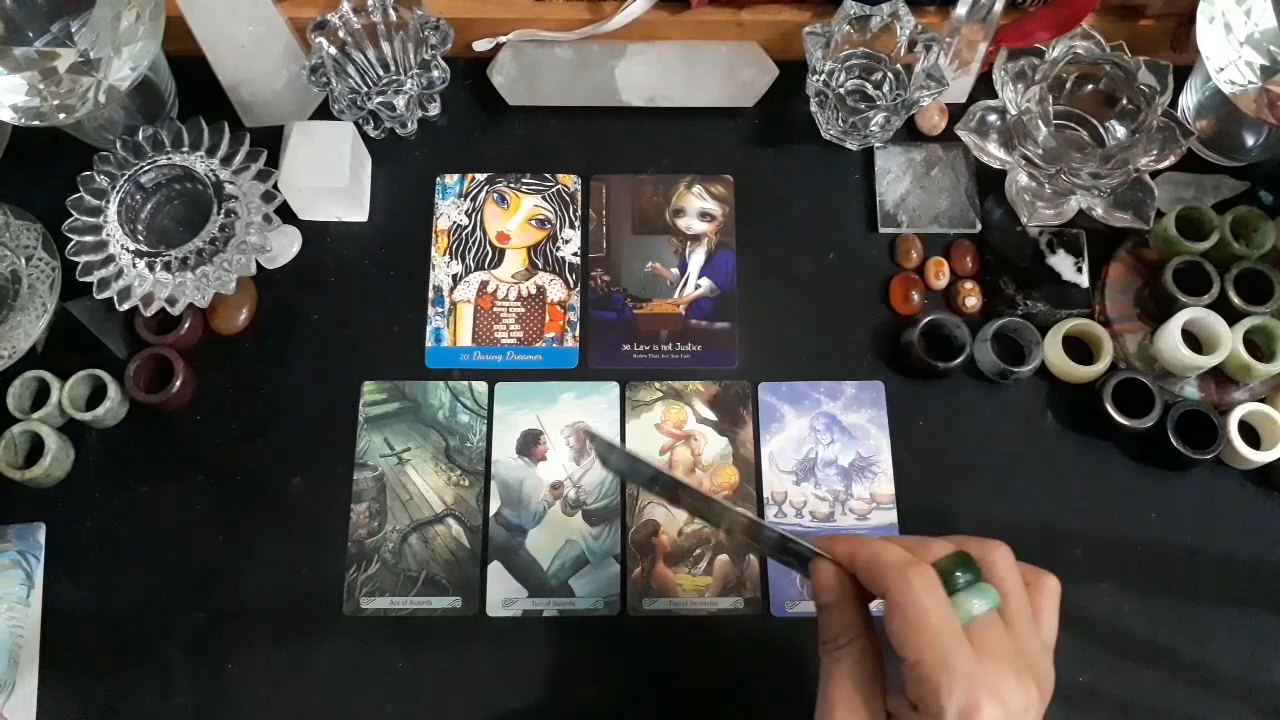 20. Daring Dreamer
30. Law is not Justice
Rules That Are Not Fair
Ace of Swords
Two of Swords
Two of Pentacles